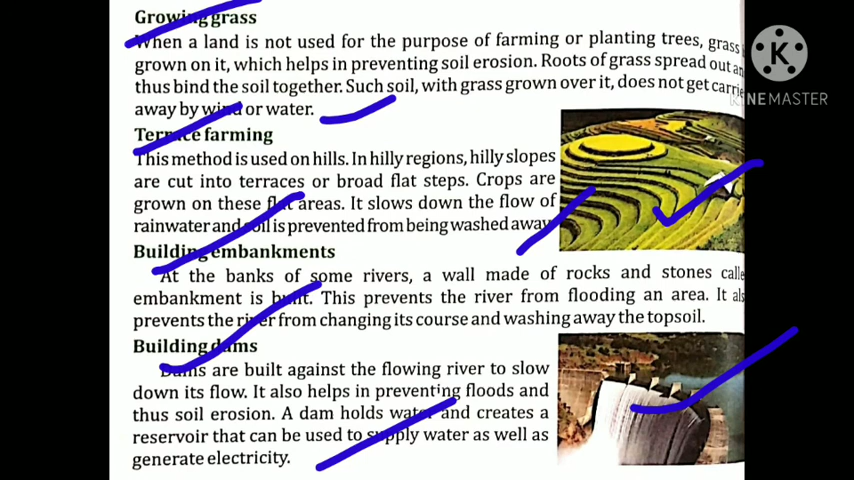 Growing grass
When a land is not used for the purpose of farming or planting trees, grass
grown on it, which helps in preventing soil erosion. Roots of grass spread out an
thus bind the soil together. Such soil, with grass grown over it, does not get carrie
away by wind or water.
KINEMASTER
Terrace farming
This method is used on hills. In hilly regions, hilly slopes
are cut into terraces or broad flat steps. Crops are
grown on these flat areas. It slows down the flow of
rainwater and soil is prevented from being washed away
Building embankments
At the banks of some rivers, a wall made of rocks and stones calle
embankment is built. This prevents the river from flooding an area. It als
prevents the river from changing its course and washing away the topsoil.
Building dams
Dams are built against the flowing river to slow
down its flow. It also helps in preventing floods and
thus soil erosion. A dam holds water and creates a
reservoir that can be used to supply water as well as
generate electricity.